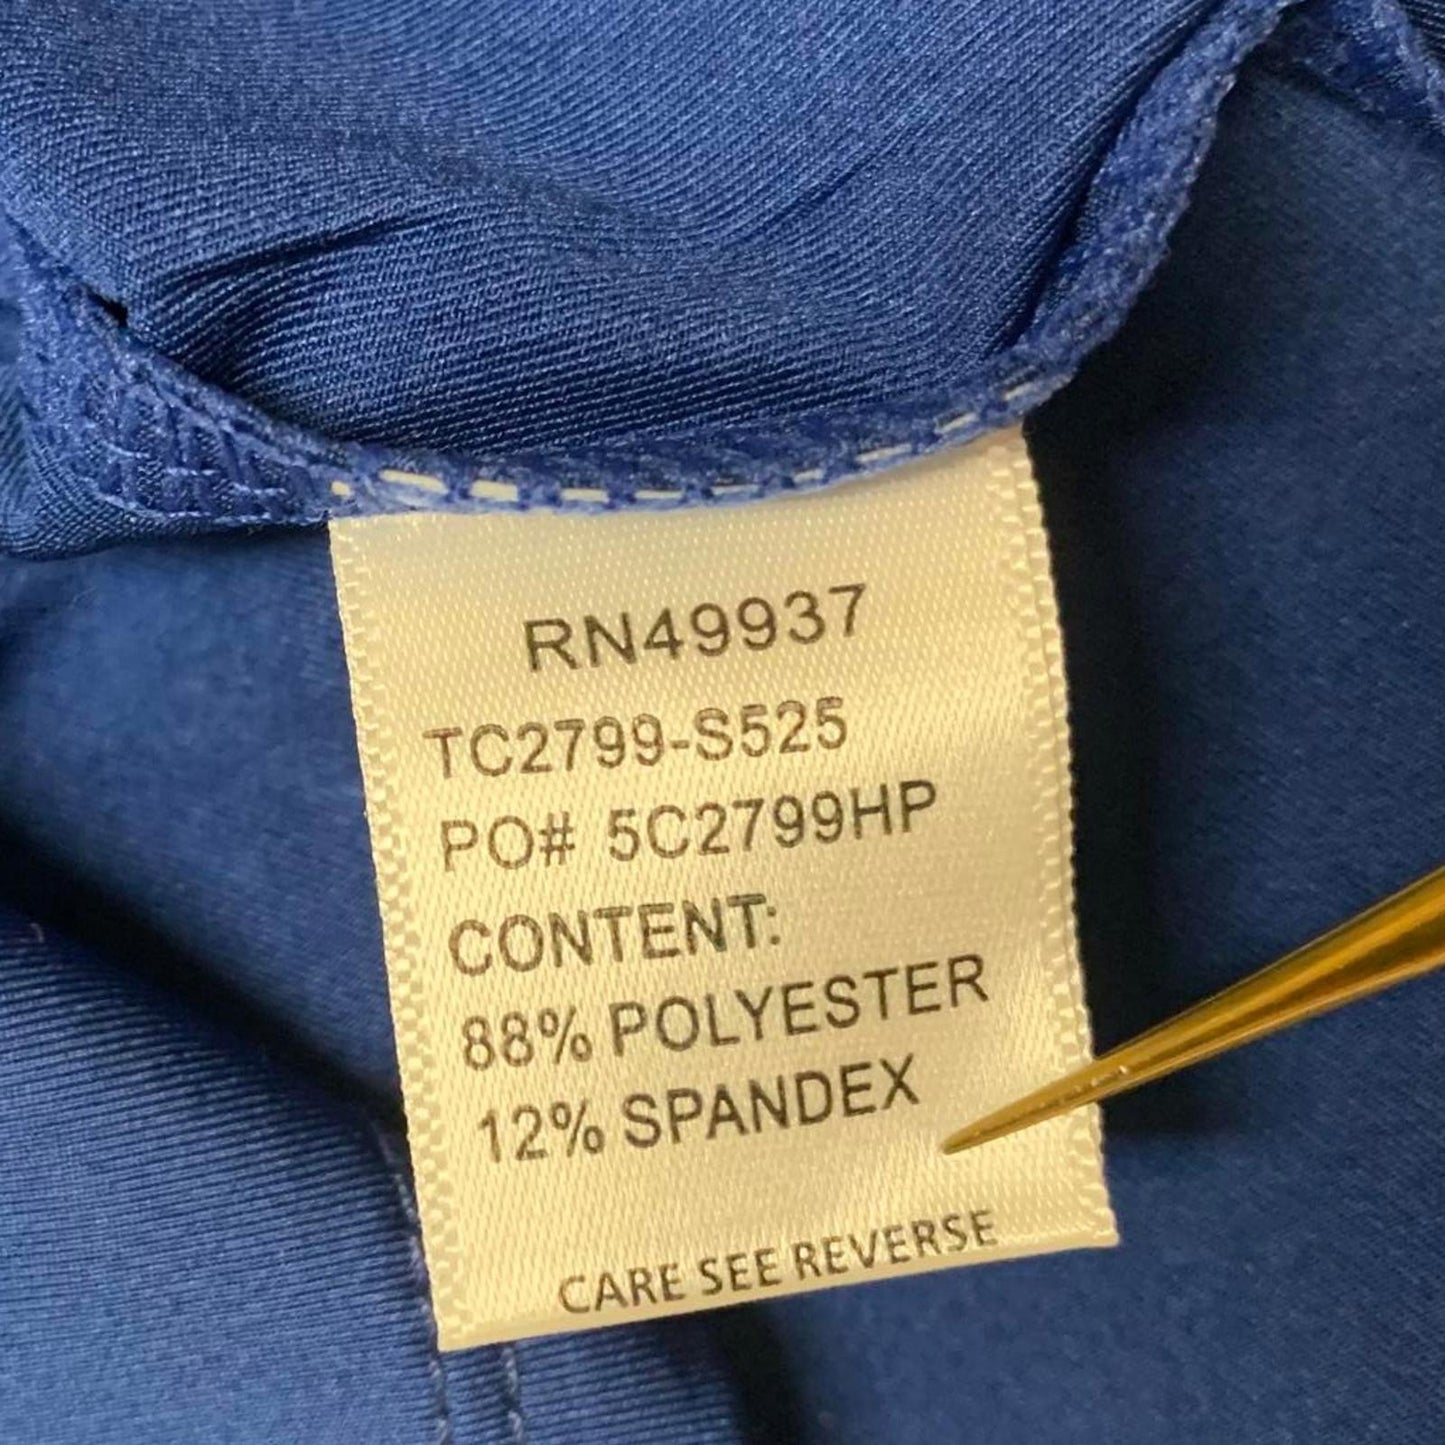 RN49937
TC2799-S525
PO# 5C2799HP
CONTENT:
88% POLYESTER
12% SPANDEX
CARE SEE REVERSE